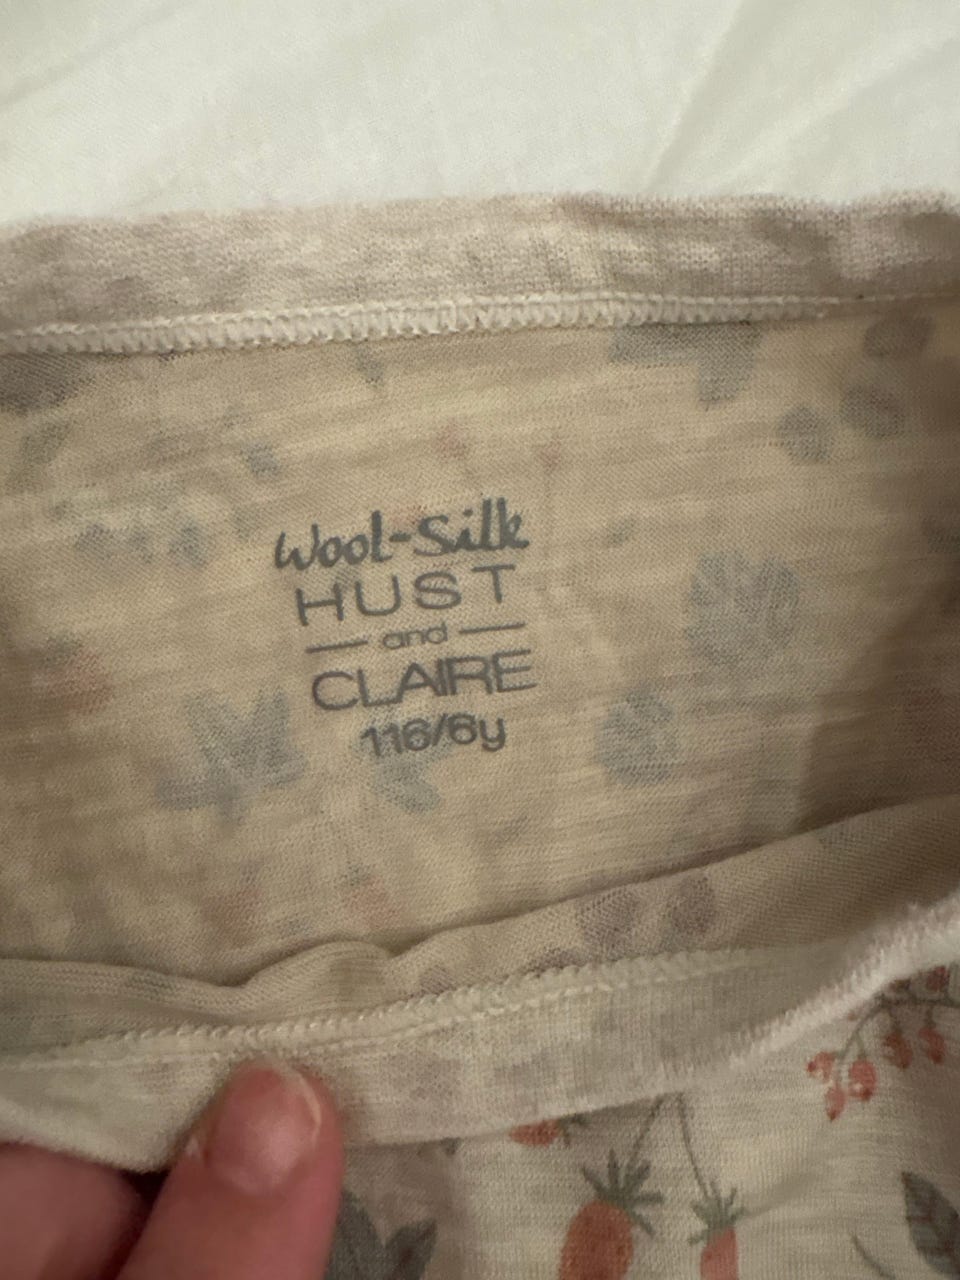 Wool-Silk
HUST
and
CLAIRE
116/6y